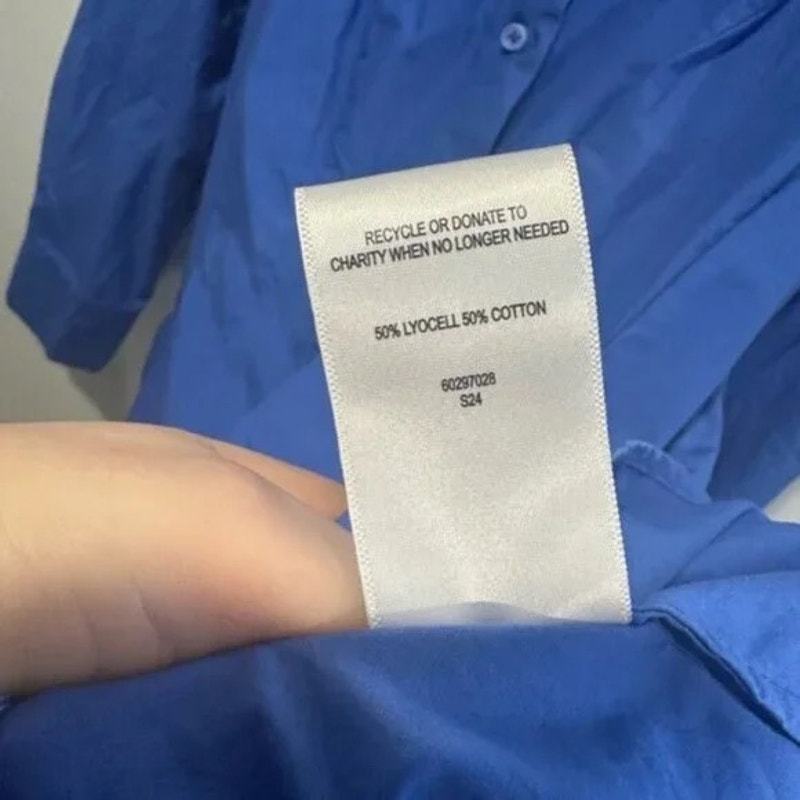 RECYCLE OR DONATE TO
CHARITY WHEN NO LONGER NEEDED
50% LYOCELL 50% COTTON
60297028
S24